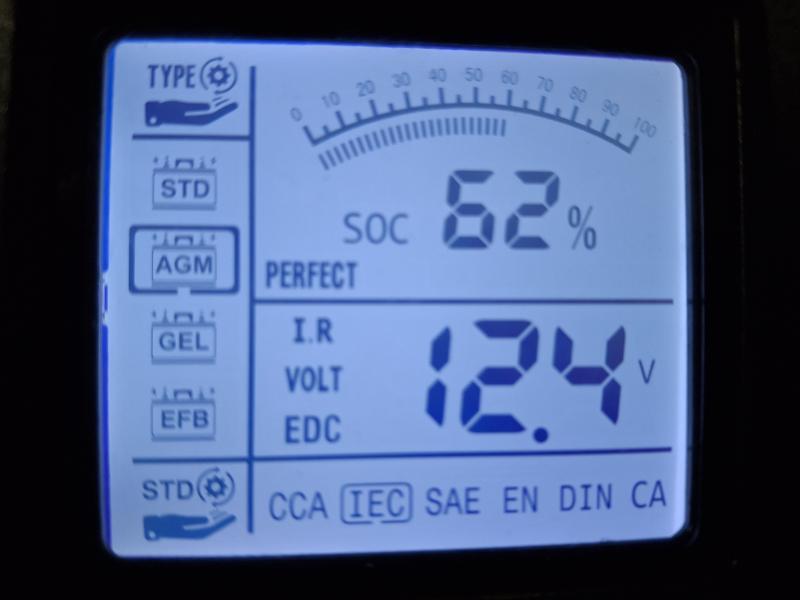 TYPE
0 10 20 30 40 50 60 70 80 90 100
STD
SOC 62%
AGM
PERFECT
I.R
GEL
VOLT
12.4 V
EFB
EDC
STD
CCA IEC SAE EN DIN CA